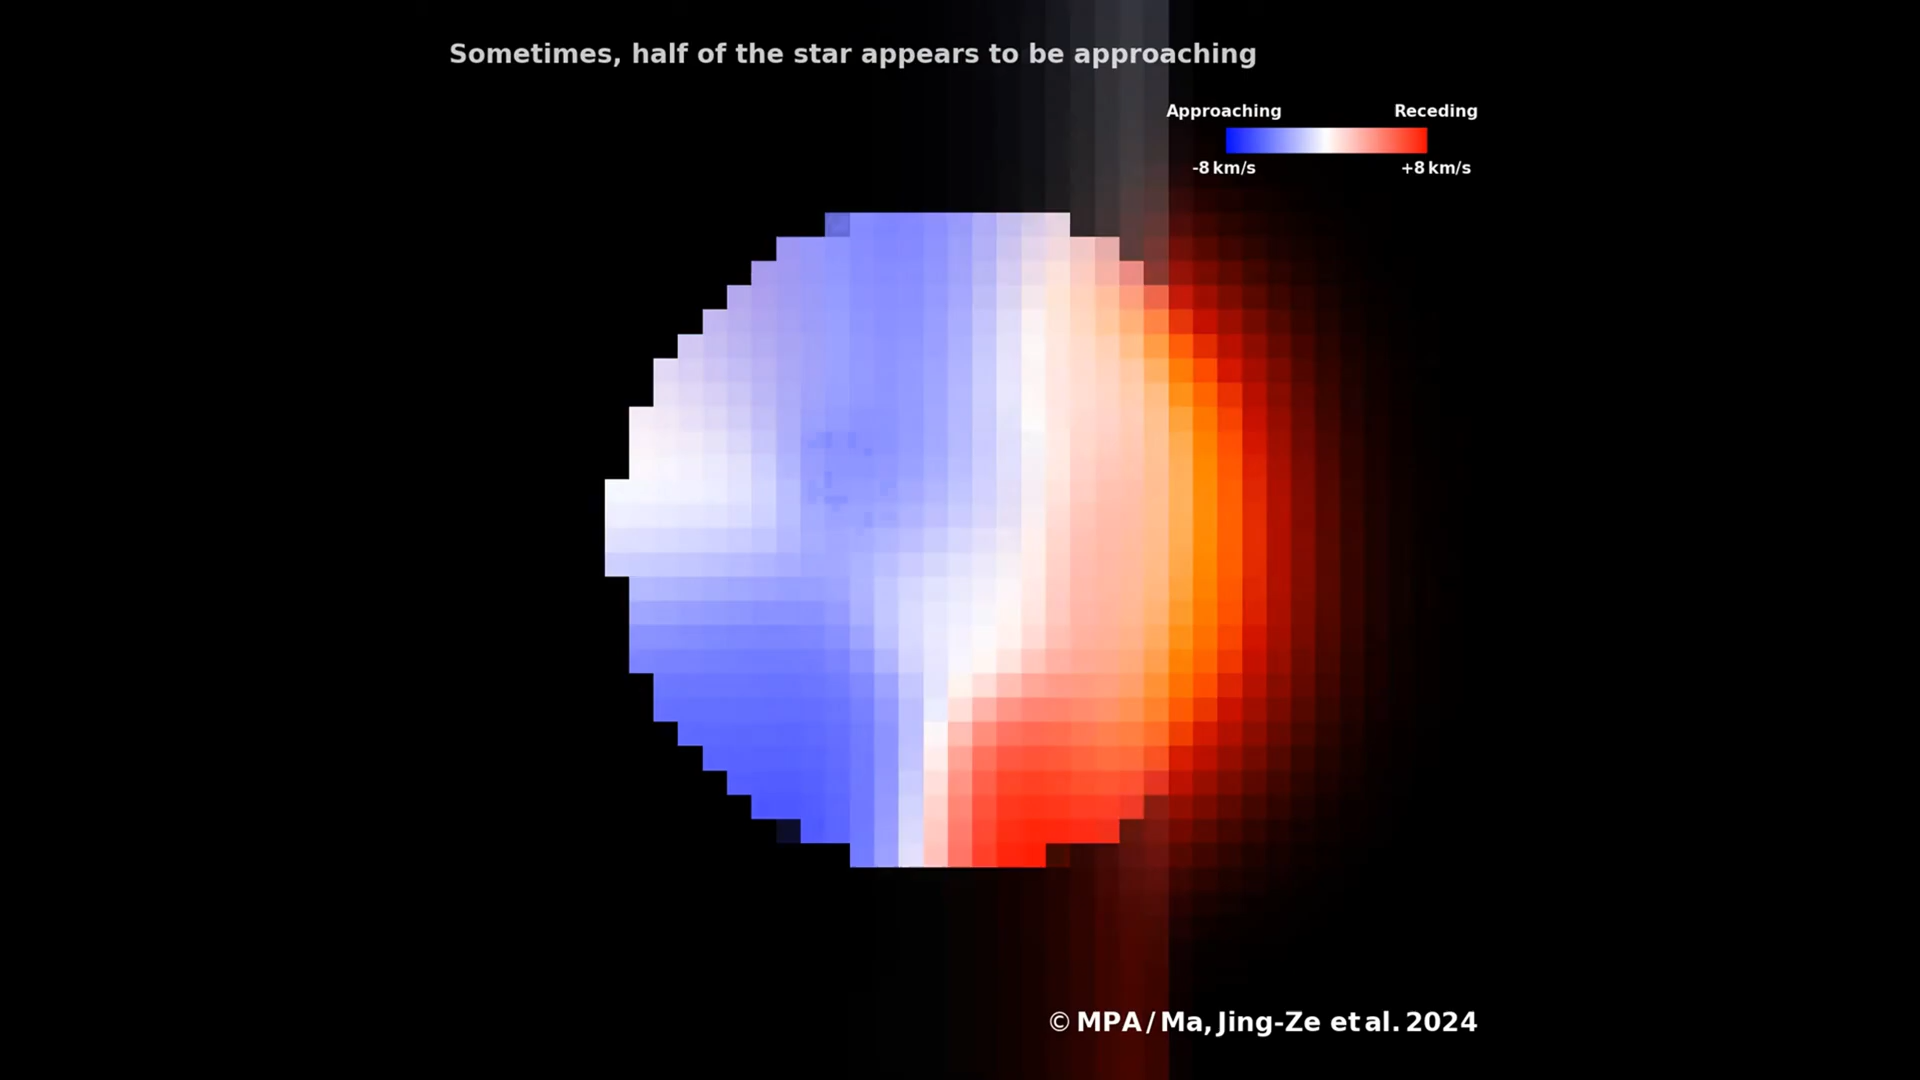 Sometimes, half of the star appears to be approaching
Approaching Receding
-8 km/s +8 km/s
© MPA / Ma, Jing-Ze et al. 2024